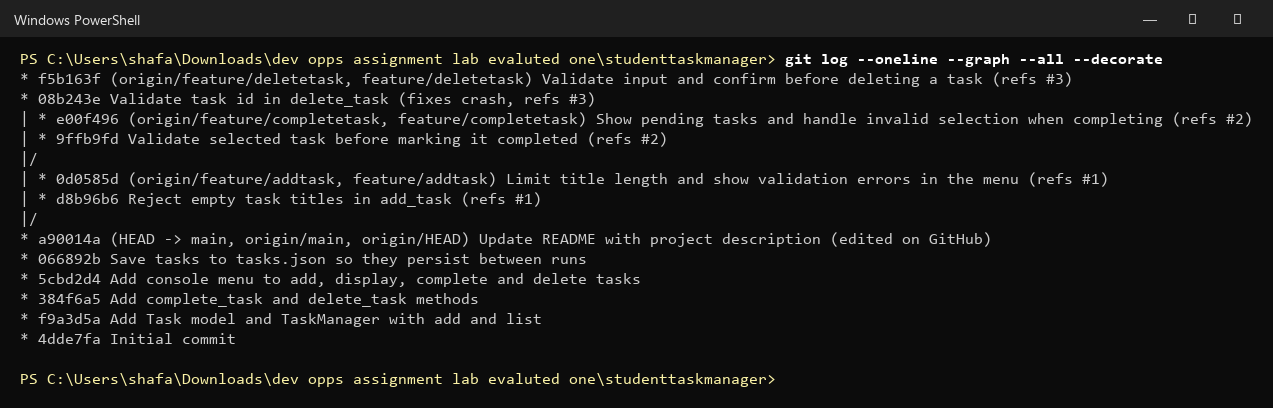 Windows PowerShell
PS C:\Users\shafa\Downloads\dev opps assignment lab evaluted one\studenttaskmanager> git log --oneline --graph --all --decorate
* f5b163f (origin/feature/deletetask, feature/deletetask) Validate input and confirm before deleting a task (refs #3)
* 08b243e Validate task id in delete_task (fixes crash, refs #3)
| * e00f496 (origin/feature/completetask, feature/completetask) Show pending tasks and handle invalid selection when completing (refs #2)
| * 9ffb9fd Validate selected task before marking it completed (refs #2)
|/
| * 0d0585d (origin/feature/addtask, feature/addtask) Limit title length and show validation errors in the menu (refs #1)
| * d8b96b6 Reject empty task titles in add_task (refs #1)
|/
* a90014a (HEAD -> main, origin/main, origin/HEAD) Update README with project description (edited on GitHub)
* 066892b Save tasks to tasks.json so they persist between runs
* 5cbd2d4 Add console menu to add, display, complete and delete tasks
* 384f6a5 Add complete_task and delete_task methods
* f9a3d5a Add Task model and TaskManager with add and list
* 4dde7fa Initial commit
PS C:\Users\shafa\Downloads\dev opps assignment lab evaluted one\studenttaskmanager>